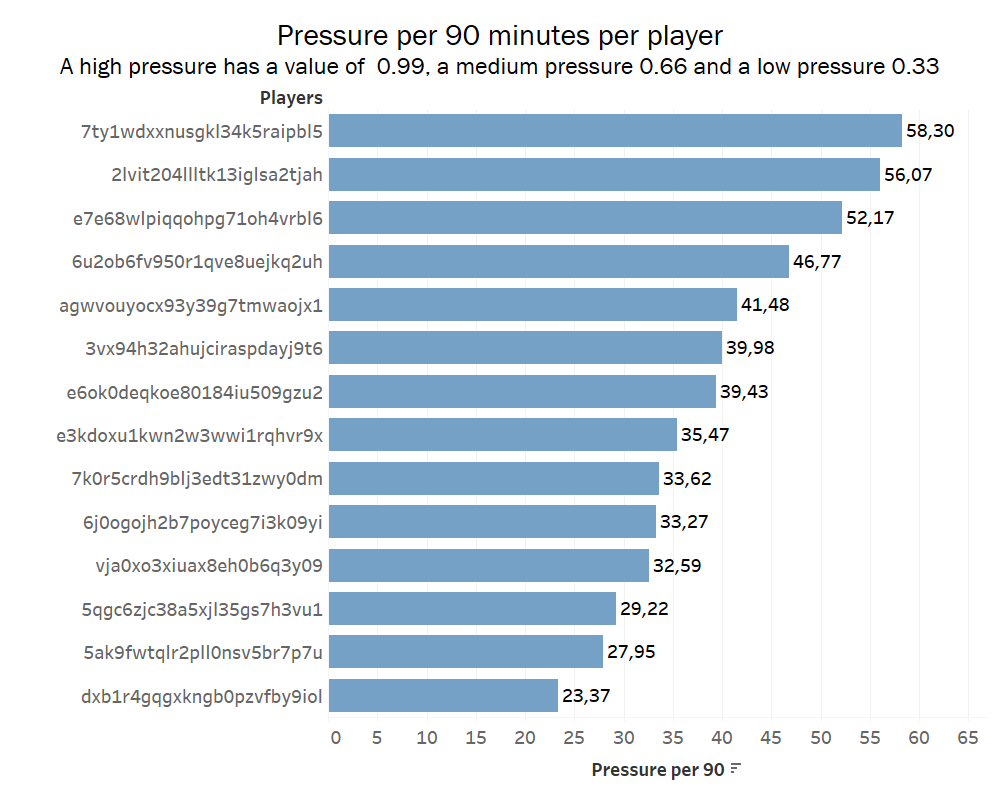 Pressure per 90 minutes per player
A high pressure has a value of  0.99, a medium pressure 0.66 and a low pressure 0.33
Players
7ty1wdxxnusgkl34k5raipbl5 58,30
2lvit204llltk13iglsa2tjah 56,07
e7e68wlpiqqohpg71oh4vrbl6 52,17
6u2ob6fv950r1qve8uejkq2uh 46,77
agwvouyocx93y39g7tmwaojx1 41,48
3vx94h32ahujciraspdayj9t6 39,98
e6ok0deqkoe80184iu509gzu2 39,43
e3kdoxu1kwn2w3wwi1rqhvr9x 35,47
7k0r5crdh9blj3edt31zwy0dm 33,62
6j0ogojh2b7poyceg7i3k09yi 33,27
vja0xo3xiuax8eh0b6q3y09 32,59
5qgc6zjc38a5xjl35gs7h3vu1 29,22
5ak9fwtqlr2pll0nsv5br7p7u 27,95
dxb1r4gqgxkngb0pzvfby9iol 23,37
0 5 10 15 20 25 30 35 40 45 50 55 60 65
Pressure per 90